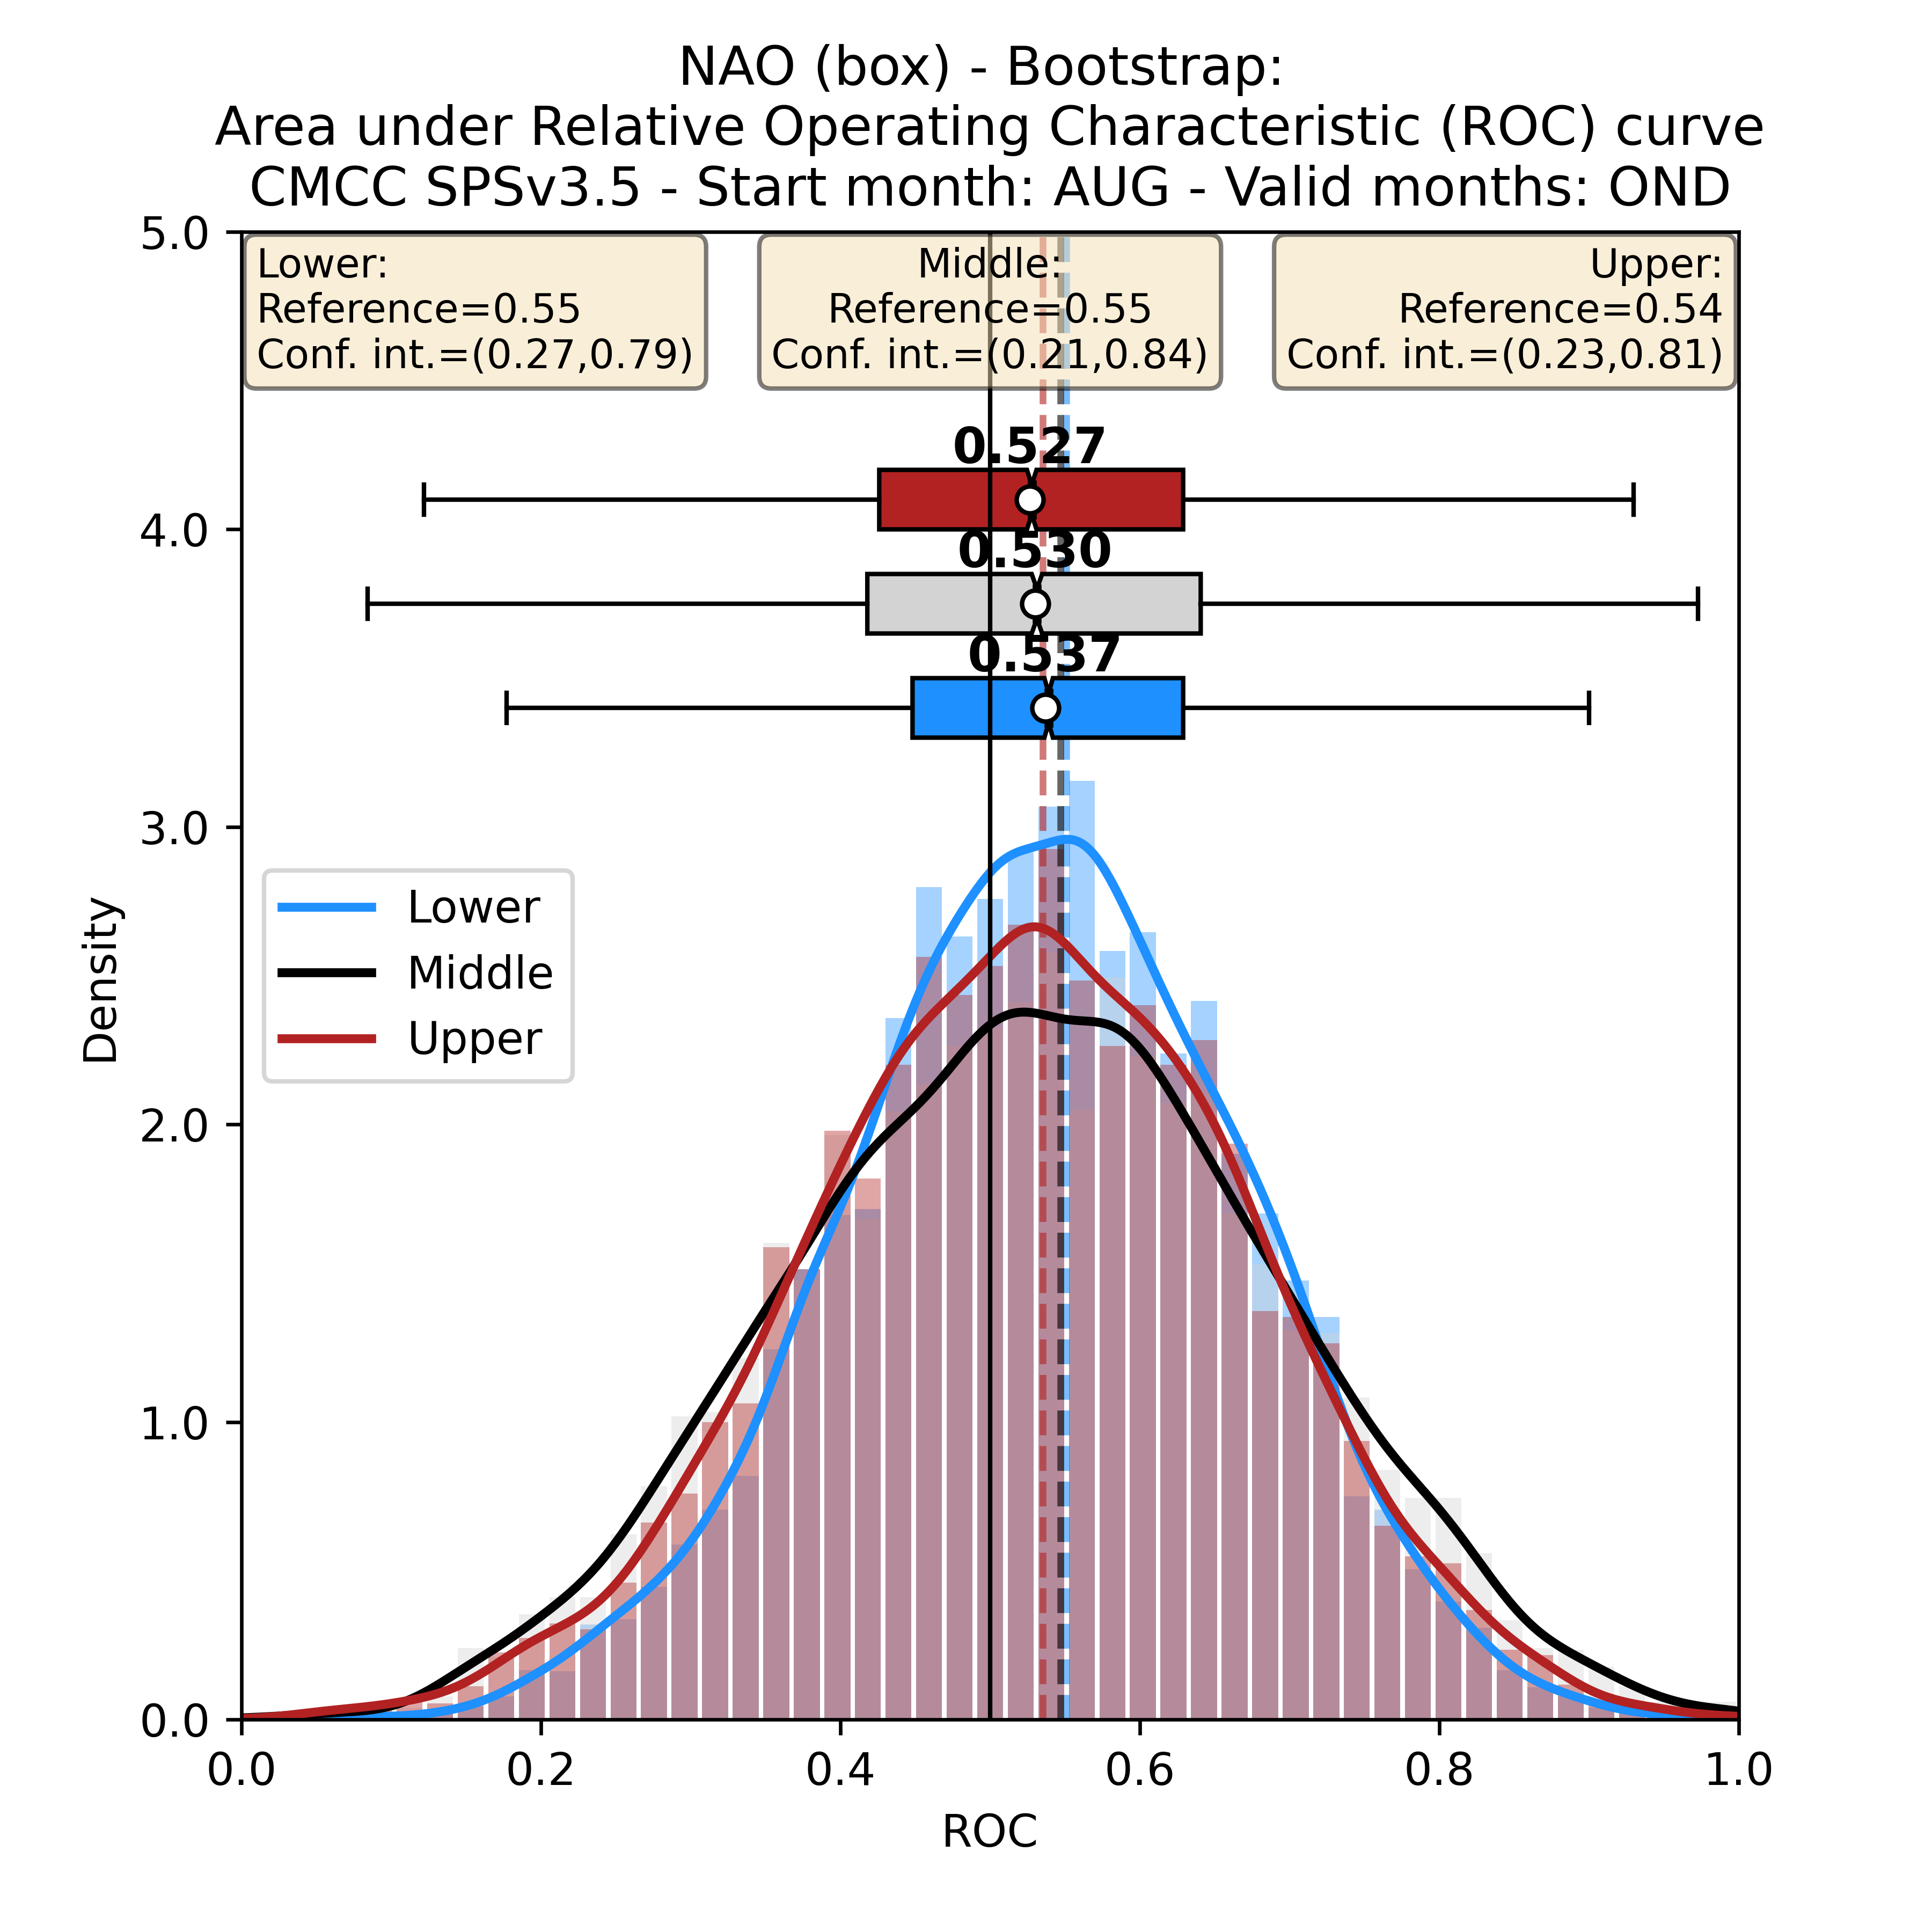 NAO (box) - Bootstrap:
Area under Relative Operating Characteristic (ROC) curve
CMCC SPSv3.5 - Start month: AUG - Valid months: OND
Lower:
Reference=0.55
Conf. int.=(0.27,0.79)
Middle:
Reference=0.55
Conf. int.=(0.21,0.84)
Upper:
Reference=0.54
Conf. int.=(0.23,0.81)
0.527
0.530
0.537
Lower
Middle
Upper
Density
5.0
4.0
3.0
2.0
1.0
0.0
0.0 0.2 0.4 0.6 0.8 1.0
ROC